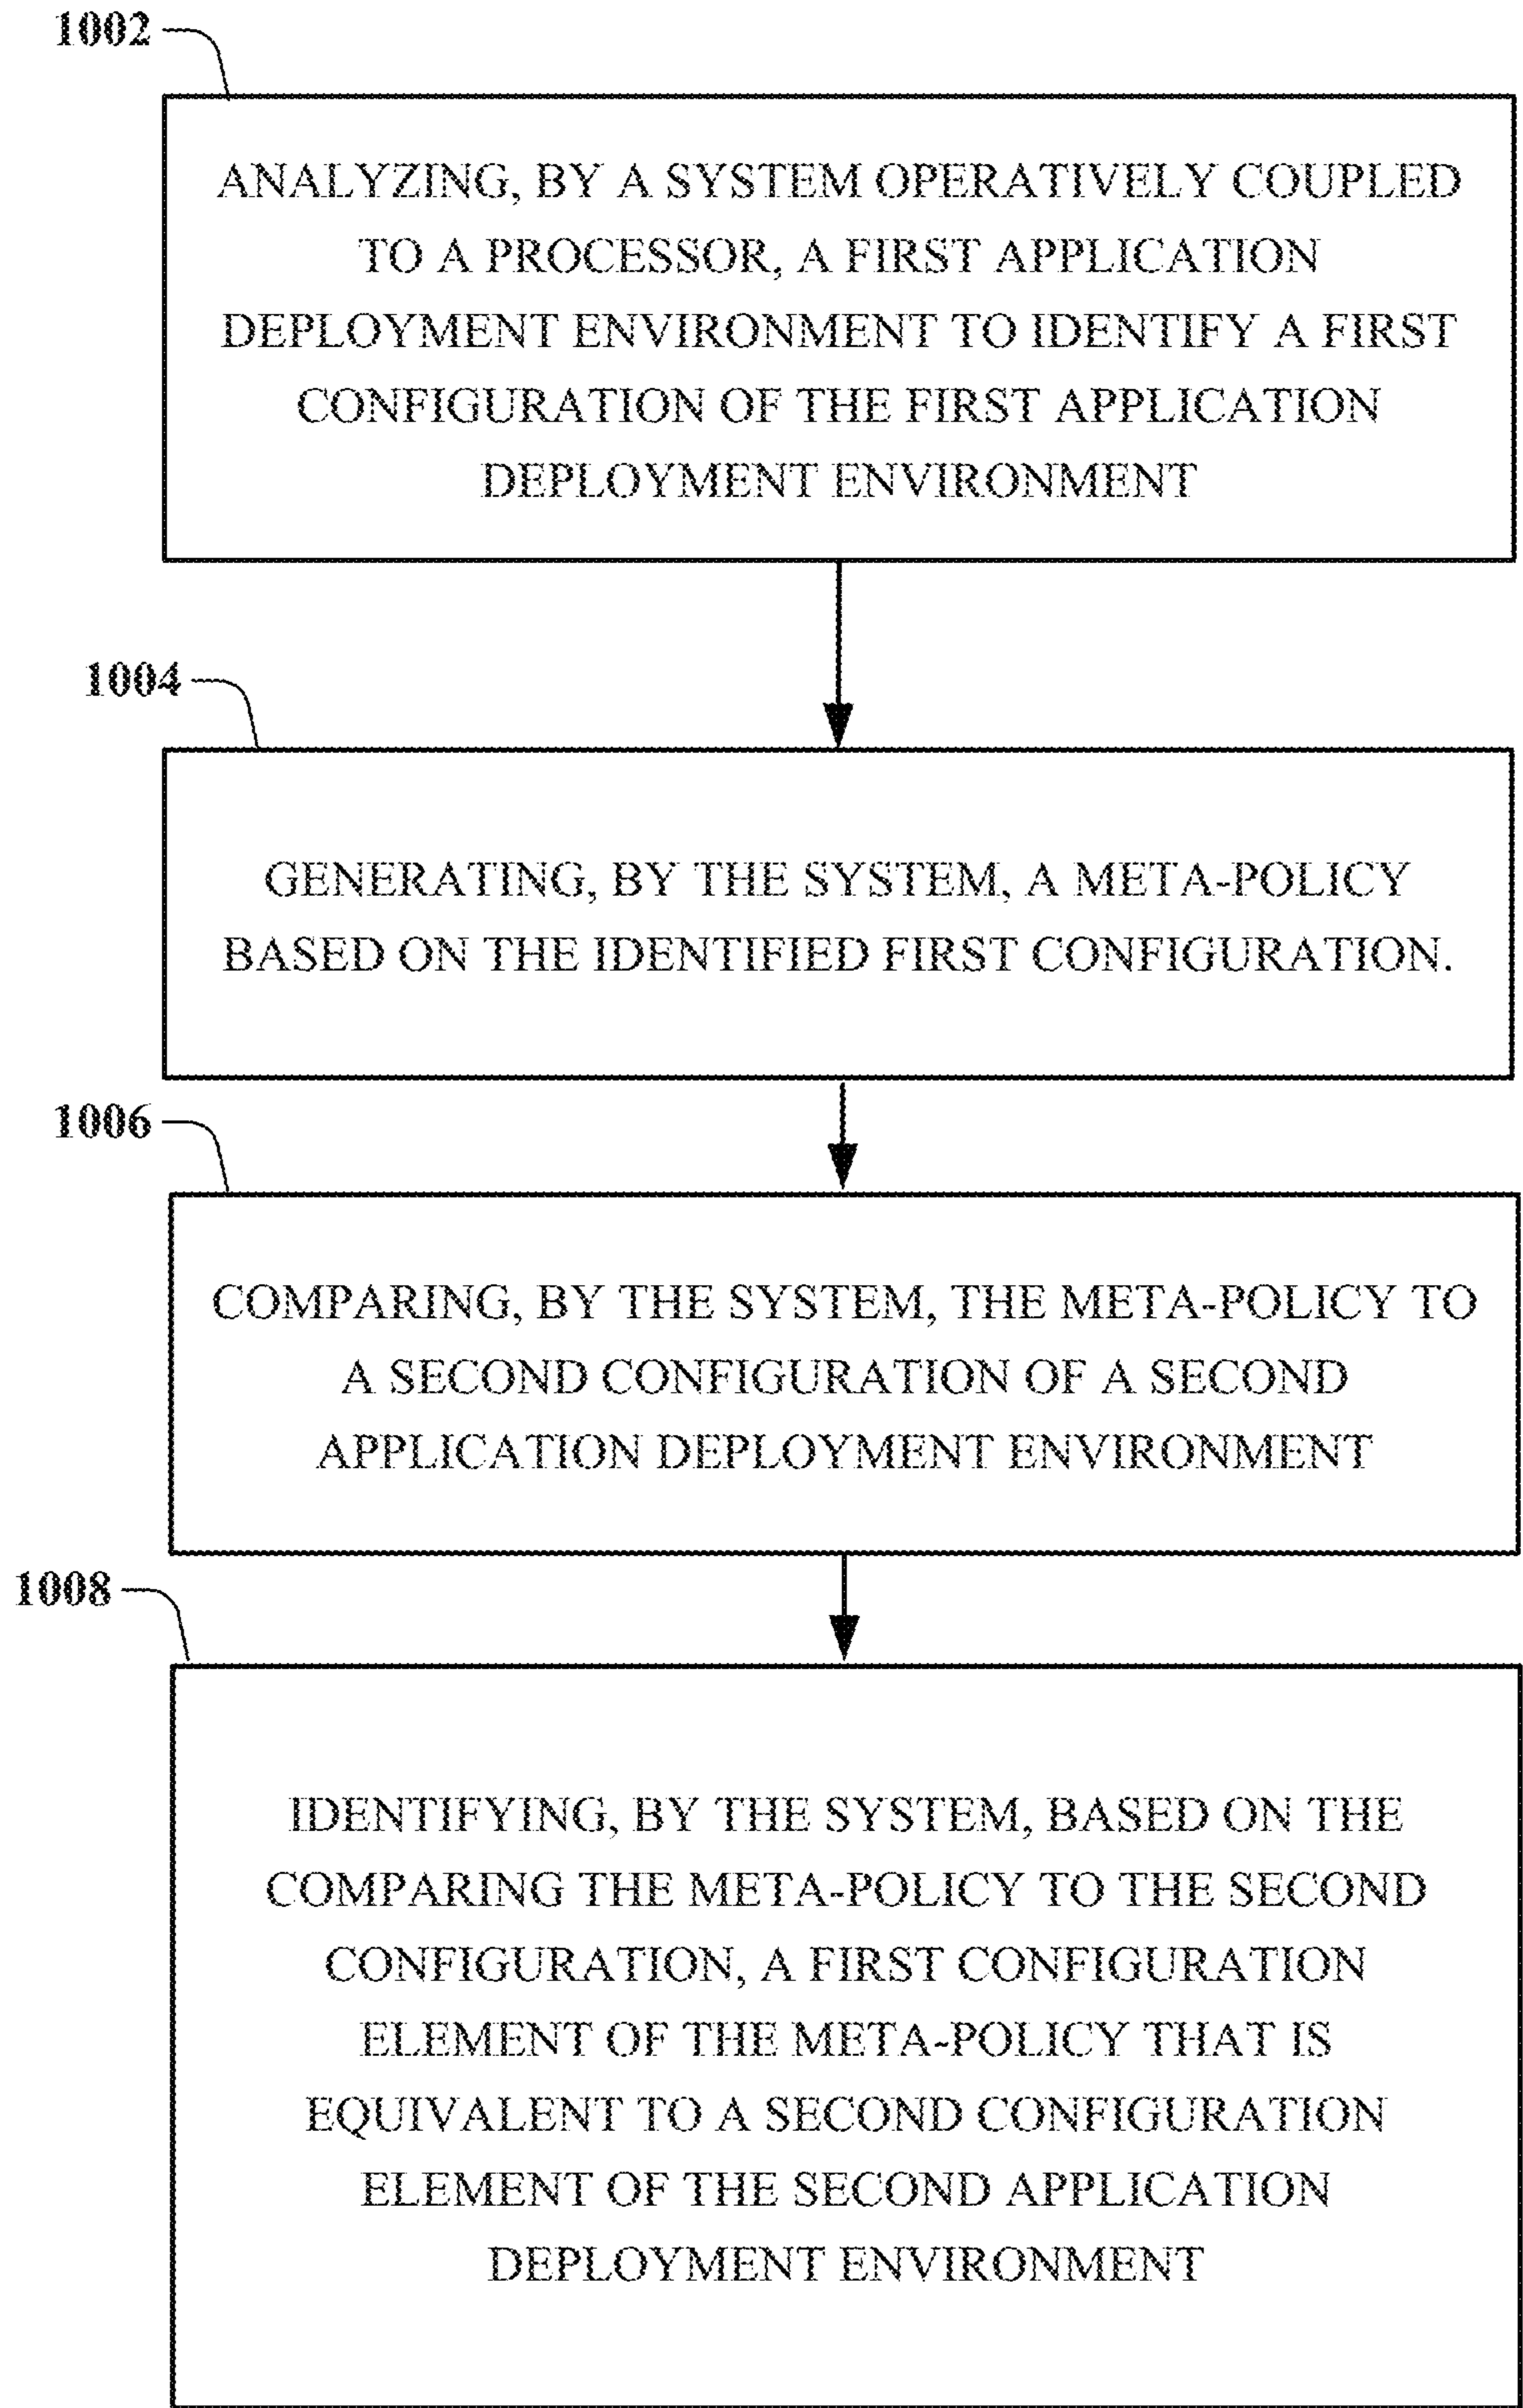 1002
ANALYZING, BY A SYSTEM OPERATIVELY COUPLED
TO A PROCESSOR, A FIRST APPLICATION
DEPLOYMENT ENVIRONMENT TO IDENTIFY A FIRST
CONFIGURATION OF THE FIRST APPLICATION
DEPLOYMENT ENVIRONMENT
1004
GENERATING, BY THE SYSTEM, A META-POLICY
BASED ON THE IDENTIFIED FIRST CONFIGURATION.
1006
COMPARING, BY THE SYSTEM, THE META-POLICY TO
A SECOND CONFIGURATION OF A SECOND
APPLICATION DEPLOYMENT ENVIRONMENT
1008
IDENTIFYING, BY THE SYSTEM, BASED ON THE
COMPARING THE META-POLICY TO THE SECOND
CONFIGURATION, A FIRST CONFIGURATION
ELEMENT OF THE META-POLICY THAT IS
EQUIVALENT TO A SECOND CONFIGURATION
ELEMENT OF THE SECOND APPLICATION
DEPLOYMENT ENVIRONMENT